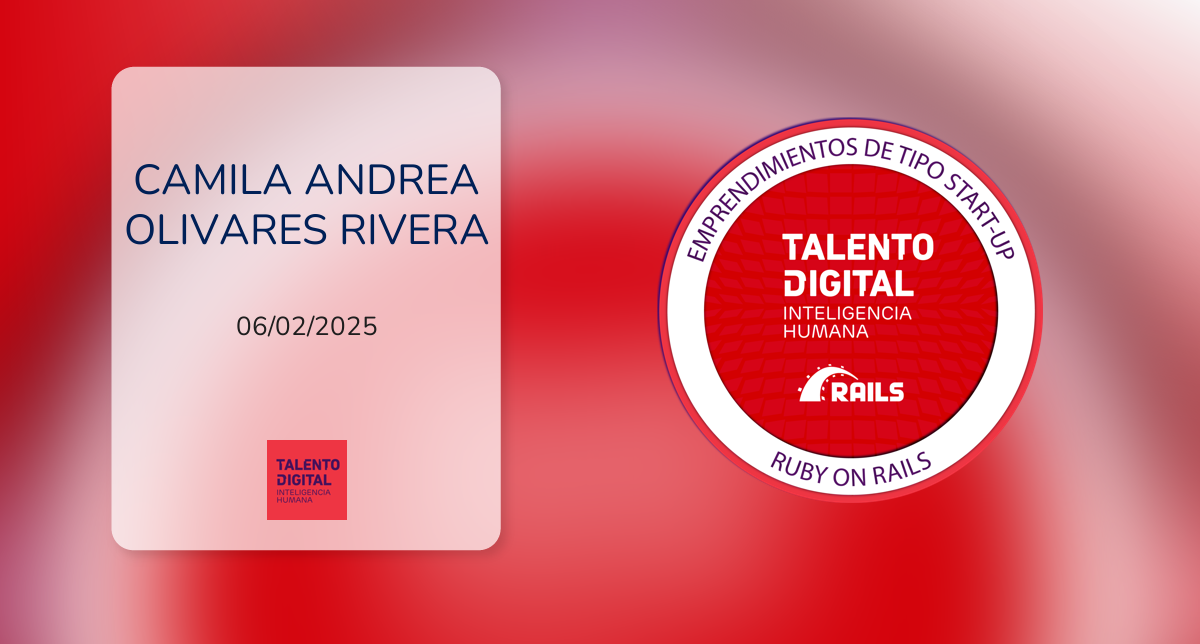 CAMILA ANDREA
OLIVARES RIVERA
06/02/2025
TALENTO
DIGITAL
INTELIGENCIA
HUMANA
EMPRENDIMIENTOS DE TIPO START-UP
TALENTO
DIGITAL
INTELIGENCIA
HUMANA
RAILS
RUBY ON RAILS